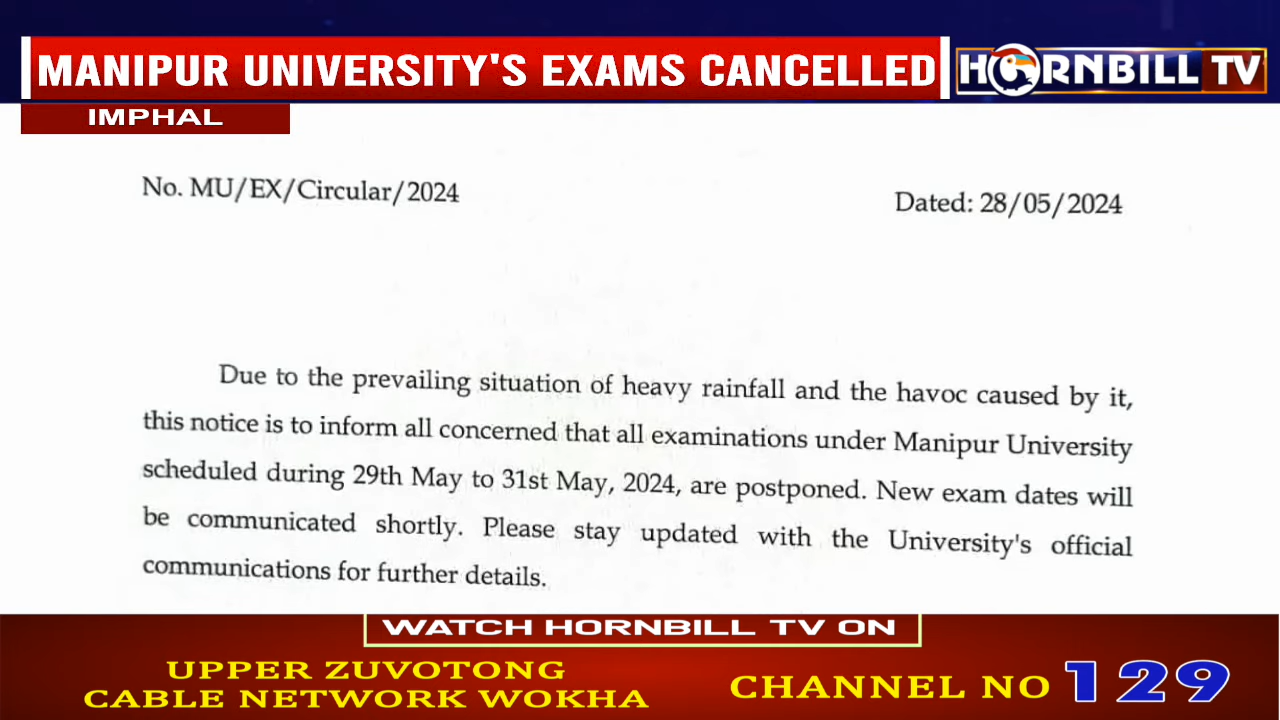 MANIPUR UNIVERSITY'S EXAMS CANCELLED
HORNBILL TV
IMPHAL
No. MU/EX/Circular/2024
Dated: 28/05/2024
Due to the prevailing situation of heavy rainfall and the havoc caused by it,
this notice is to inform all concerned that all examinations under Manipur University
scheduled during 29th May to 31st May, 2024, are postponed. New exam dates will
be communicated shortly. Please stay updated with the University's official
communications for further details.
WATCH HORNBILL TV ON
UPPER ZUVOTONG
CABLE NETWORK WOKHA
CHANNEL NO 129